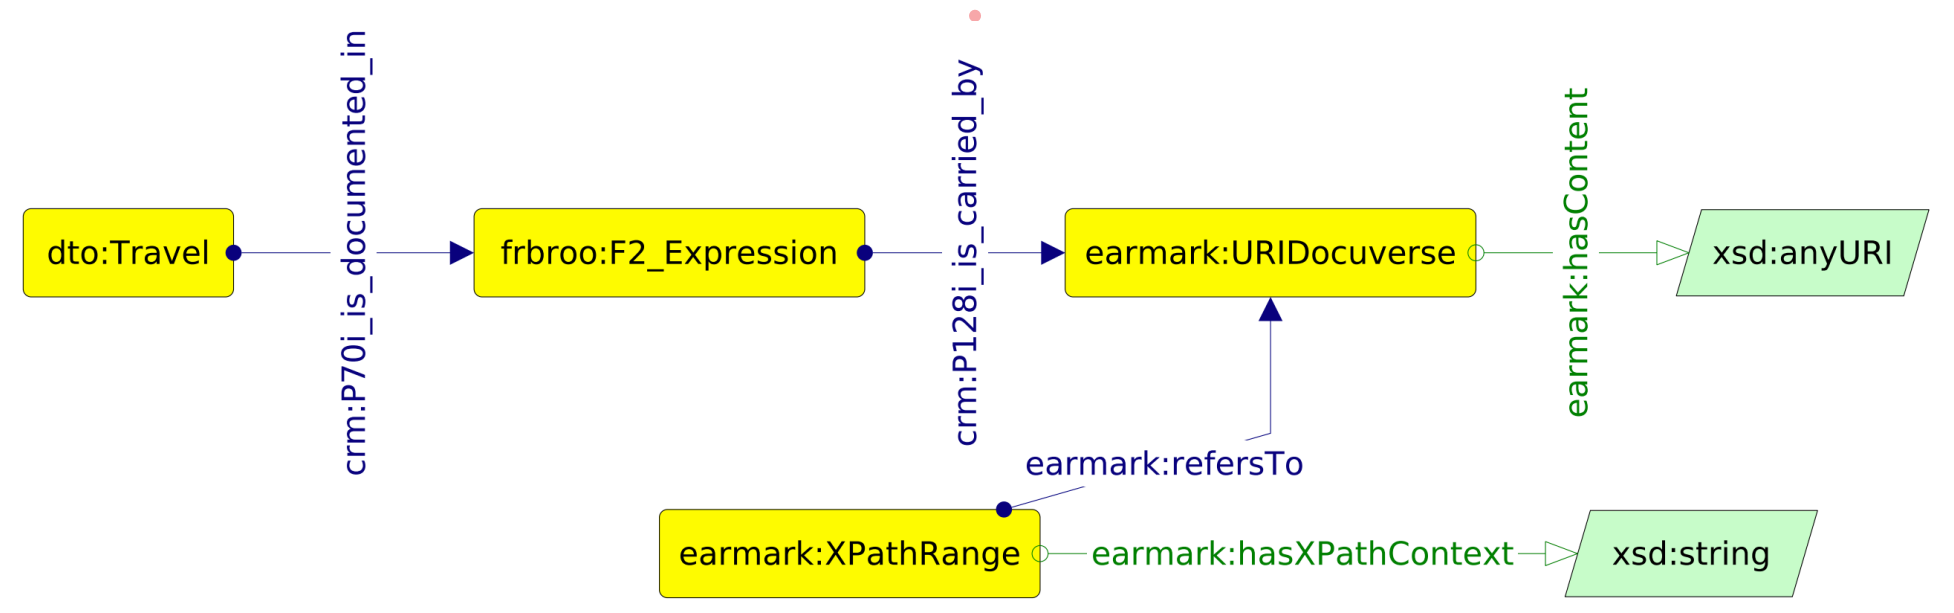 dto:Travel
crm:P70i_is_documented_in
frbroo:F2_Expression
crm:P128i_is_carried_by
earmark:URIDocuverse
earmark:hasContent
xsd:anyURI
earmark:refersTo
earmark:XPathRange
earmark:hasXPathContext
xsd:string